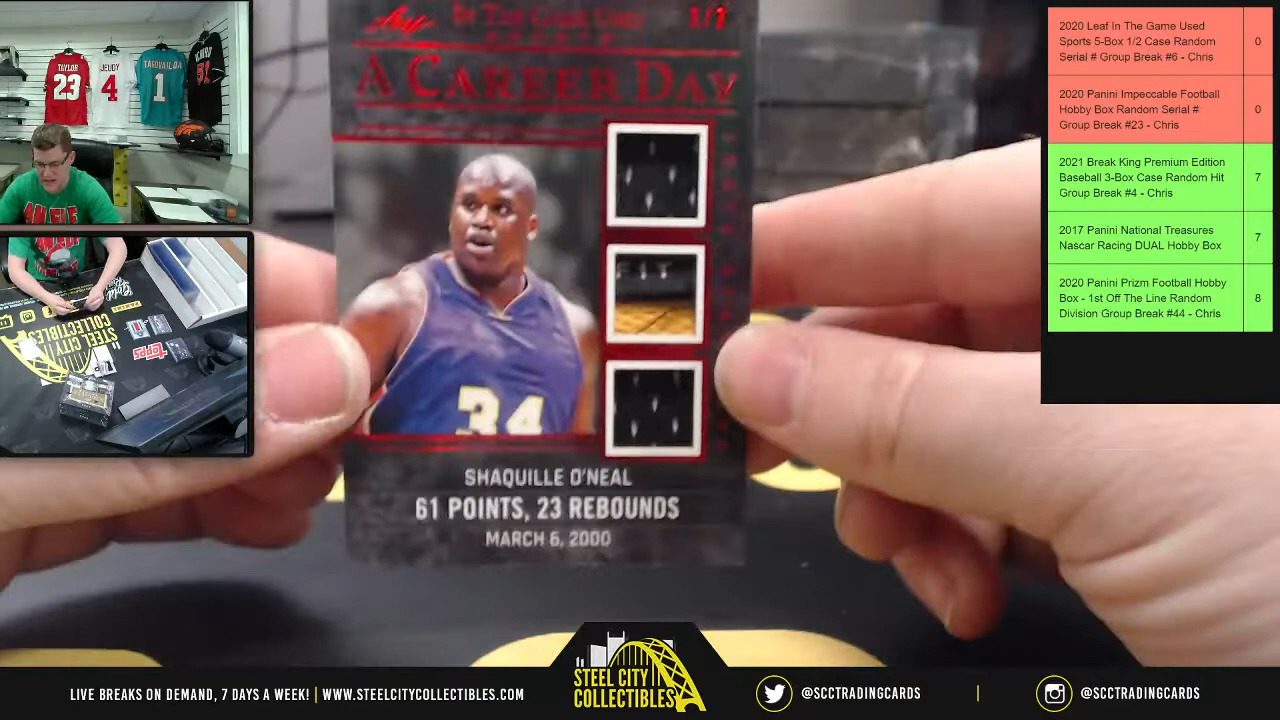 TAYLOR
23
JEUDY
4
TAGOVAILOA
1
51
Leaf
IN THE GAME USED
SPORTS
1/1
A CAREER DAY
34
SHAQUILLE O'NEAL
61 POINTS, 23 REBOUNDS
MARCH 6, 2000
STEEL CITY
COLLECTIBLES
PANINI
topps
2020 Leaf In The Game Used
Sports 5-Box 1/2 Case Random
Serial # Group Break #6 - Chris
0
2020 Panini Impeccable Football
Hobby Box Random Serial #
Group Break #23 - Chris
0
2021 Break King Premium Edition
Baseball 3-Box Case Random Hit
Group Break #4 - Chris
7
2017 Panini National Treasures
Nascar Racing DUAL Hobby Box
7
2020 Panini Prizm Football Hobby
Box - 1st Off The Line Random
Division Group Break #44 - Chris
8
LIVE BREAKS ON DEMAND, 7 DAYS A WEEK! | WWW.STEELCITYCOLLECTIBLES.COM
STEEL CITY
COLLECTIBLES
@SCCTRADINGCARDS | @SCCTRADINGCARDS